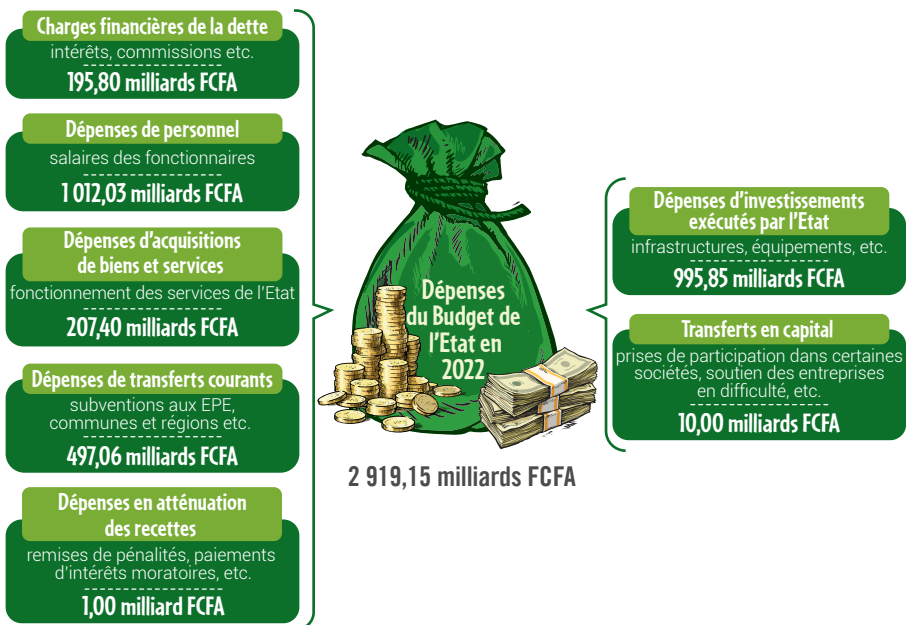 Charges financières de la dette
intérêts, commissions etc.
195,80 milliards FCFA
Dépenses de personnel
salaires des fonctionnaires
1 012,03 milliards FCFA
Dépenses d'acquisitions
de biens et services
fonctionnement des services de l'Etat
207,40 milliards FCFA
Dépenses de transferts courants
subventions aux EPE,
communes et régions etc.
497,06 milliards FCFA
Dépenses en atténuation
des recettes
remises de pénalités, paiements
d'intérêts moratoires, etc.
1,00 milliard FCFA
Dépenses
du Budget de
l'Etat en
2022
2 919,15 milliards FCFA
Dépenses d'investissements
exécutés par l'Etat
infrastructures, équipements, etc.
995,85 milliards FCFA
Transferts en capital
prises de participation dans certaines
sociétés, soutien des entreprises
en difficulté, etc.
10,00 milliards FCFA